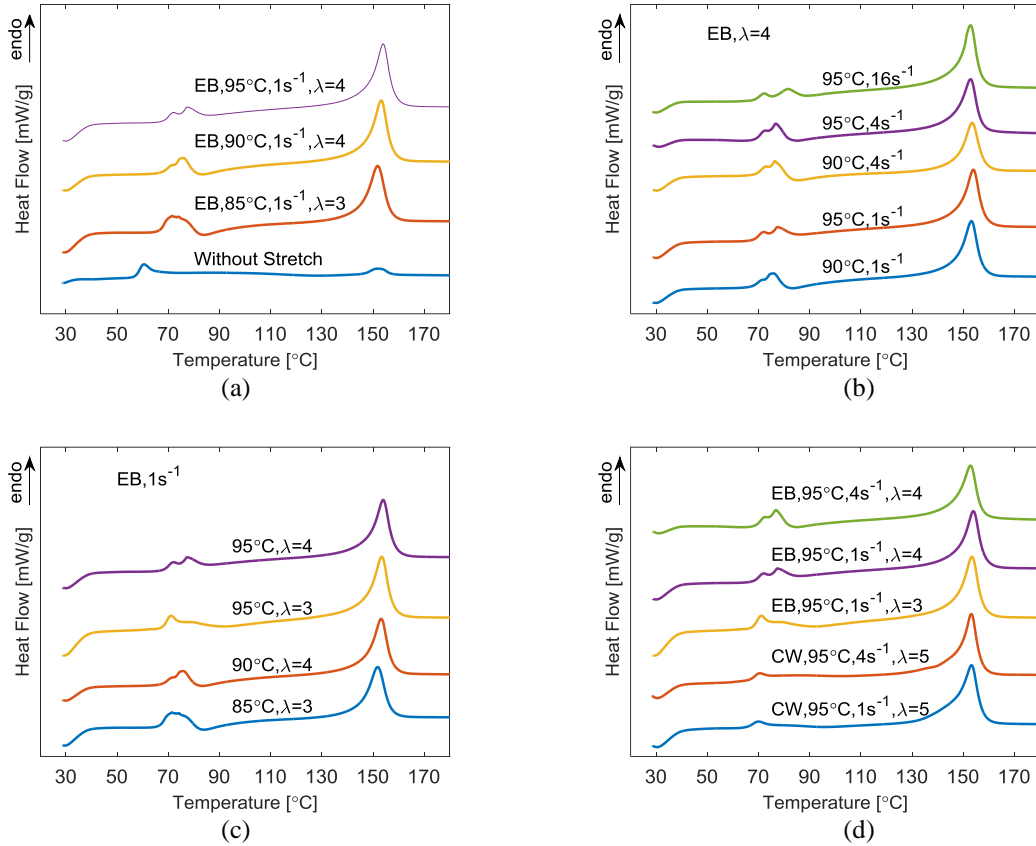 endo
Heat Flow [mW/g]
EB,95°C,1s⁻¹,λ=4
EB,90°C,1s⁻¹,λ=4
EB,85°C,1s⁻¹,λ=3
Without Stretch
30 50 70 90 110 130 150 170
Temperature [°C]
(a)
endo
Heat Flow [mW/g]
EB,λ=4
95°C,16s⁻¹
95°C,4s⁻¹
90°C,4s⁻¹
95°C,1s⁻¹
90°C,1s⁻¹
30 50 70 90 110 130 150 170
Temperature [°C]
(b)
endo
Heat Flow [mW/g]
EB,1s⁻¹
95°C,λ=4
95°C,λ=3
90°C,λ=4
85°C,λ=3
30 50 70 90 110 130 150 170
Temperature [°C]
(c)
endo
Heat Flow [mW/g]
EB,95°C,4s⁻¹,λ=4
EB,95°C,1s⁻¹,λ=4
EB,95°C,1s⁻¹,λ=3
CW,95°C,4s⁻¹,λ=5
CW,95°C,1s⁻¹,λ=5
30 50 70 90 110 130 150 170
Temperature [°C]
(d)